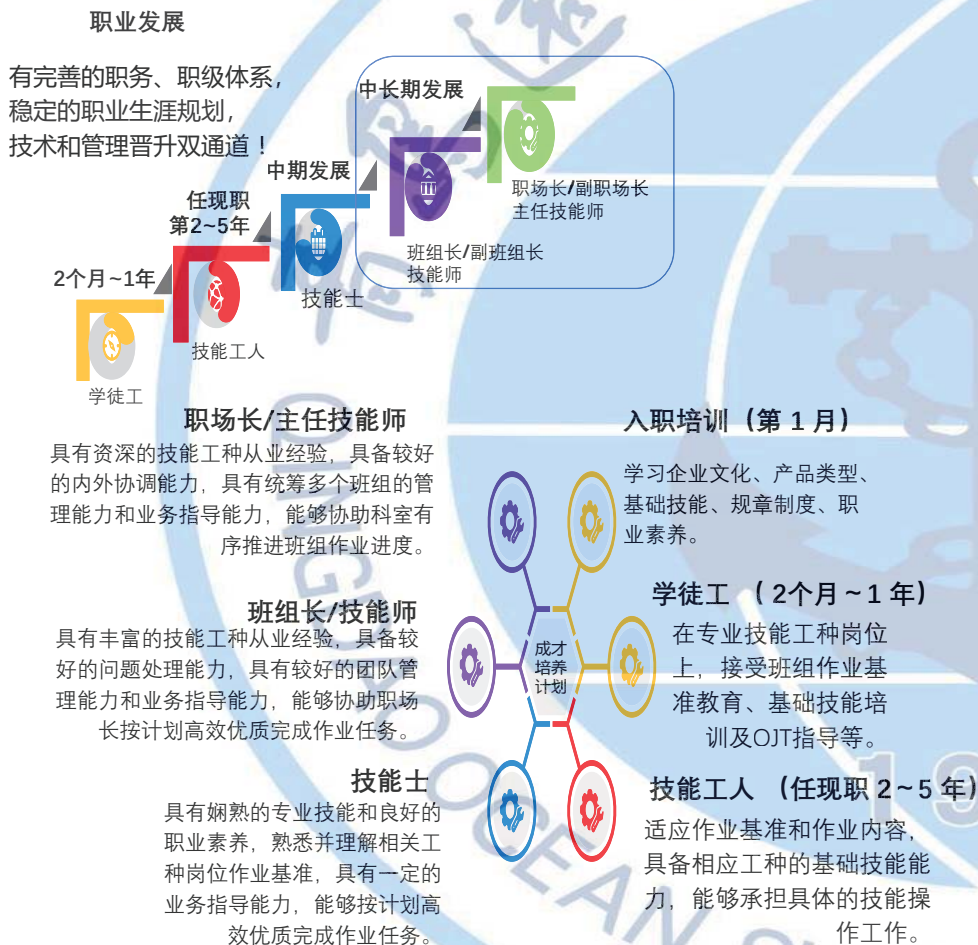 职业发展
有完善的职务、职级体系，
稳定的职业生涯规划，
技术和管理晋升双通道！
中长期发展
中期发展
任现职
第2~5年
2个月~1年
职场长/副职场长
主任技能师
班组长/副班组长
技能师
技能士
技能工人
学徒工
职场长/主任技能师
具有资深的技能工种从业经验，具备较好
的内外协调能力，具有统筹多个班组的管
理能力和业务指导能力，能够协助科室有
序推进班组作业进度。
班组长/技能师
具有丰富的技能工种从业经验，具备较
好的问题处理能力，具有较好的团队管
理能力和业务指导能力，能够协助职场
长按计划高效优质完成作业任务。
技能士
具有娴熟的专业技能和良好的
职业素养，熟悉并理解相关工
种岗位作业基准，具有一定的
业务指导能力，能够按计划高
效优质完成作业任务。
成才
培养
计划
入职培训（第 1 月）
学习企业文化、产品类型、
基础技能、规章制度、职
业素养。
学徒工 （ 2个月 ~ 1 年）
在专业技能工种岗位
上，接受班组作业基
准教育、基础技能培
训及OJT指导等。
技能工人 （任现职 2 ~ 5 年）
适应作业基准和作业内容，
具备相应工种的基础技能能
力，能够承担具体的技能操
作工作。
QINGDAO OCEAN
19